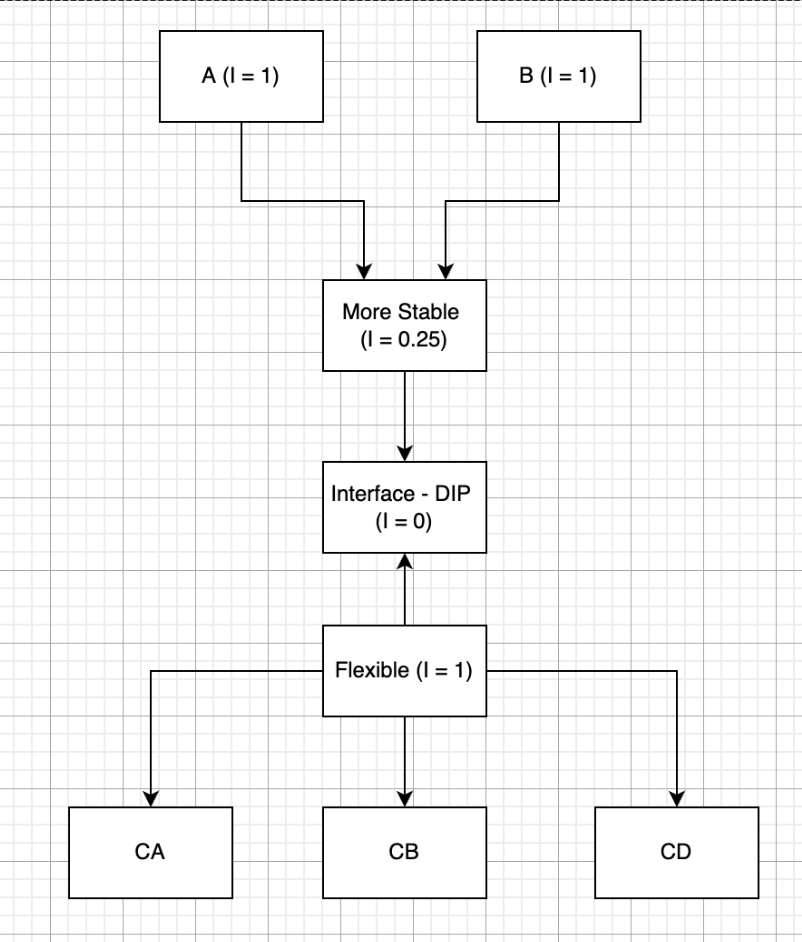 A (I = 1)
B (I = 1)
More Stable
(I = 0.25)
Interface - DIP
(I = 0)
Flexible (I = 1)
CA
CB
CD